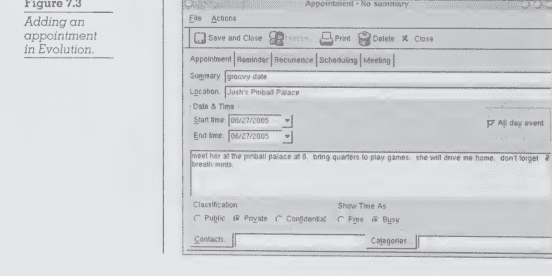 Figure 7.3
Adding an
appointment
in Evolution.
Appointment - No summary
File Actions
Save and Close Print Delete Close
Appointment Reminder Recurrence Scheduling Meeting
Summary groovy date
Location: Josh's Pinball Palace
Date & Time
Start time: 06/27/2005
All day event
End time: 06/27/2005
meet her at the pinball palace at 6. bring quarters to play games. she will drive me home. don't forget
breath mints.
Classification Show Time As
Public Private Confidential Free Busy
Contacts... Categories...